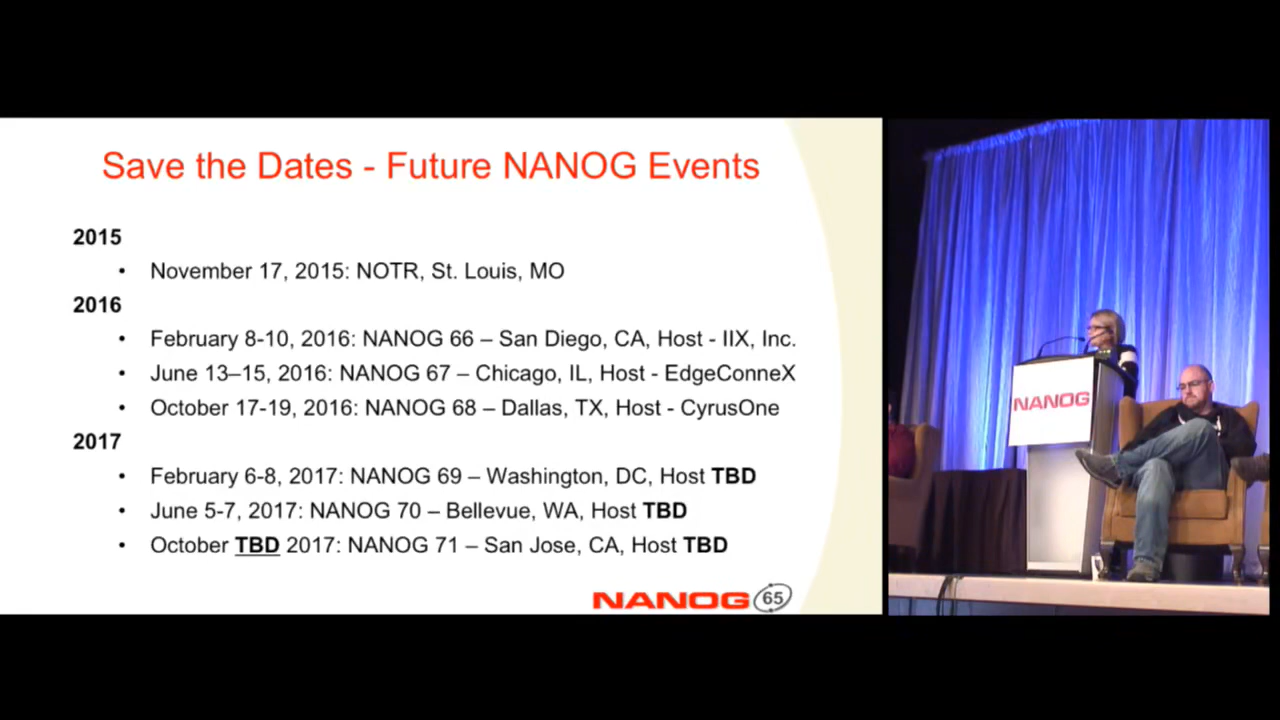 Save the Dates - Future NANOG Events
2015
• November 17, 2015: NOTR, St. Louis, MO
2016
• February 8-10, 2016: NANOG 66 – San Diego, CA, Host - IIX, Inc.
• June 13–15, 2016: NANOG 67 – Chicago, IL, Host - EdgeConneX
• October 17-19, 2016: NANOG 68 – Dallas, TX, Host - CyrusOne
2017
• February 6-8, 2017: NANOG 69 – Washington, DC, Host TBD
• June 5-7, 2017: NANOG 70 – Bellevue, WA, Host TBD
• October TBD 2017: NANOG 71 – San Jose, CA, Host TBD
NANOG 65
NANOG